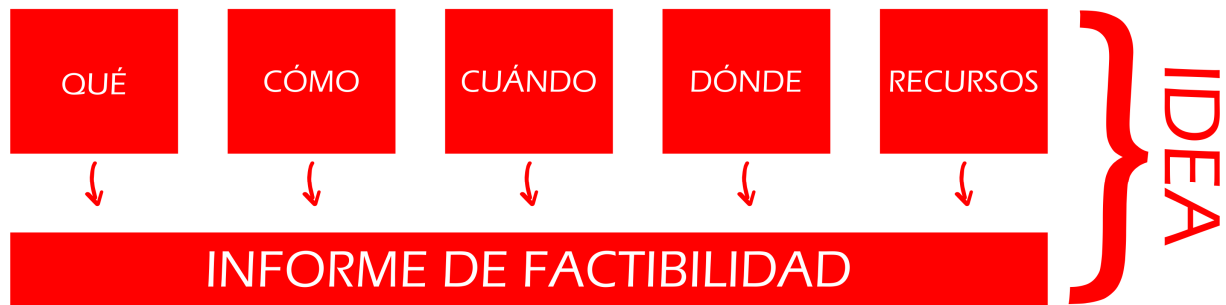 QUÉ
CÓMO
CUÁNDO
DÓNDE
RECURSOS
INFORME DE FACTIBILIDAD
IDEA